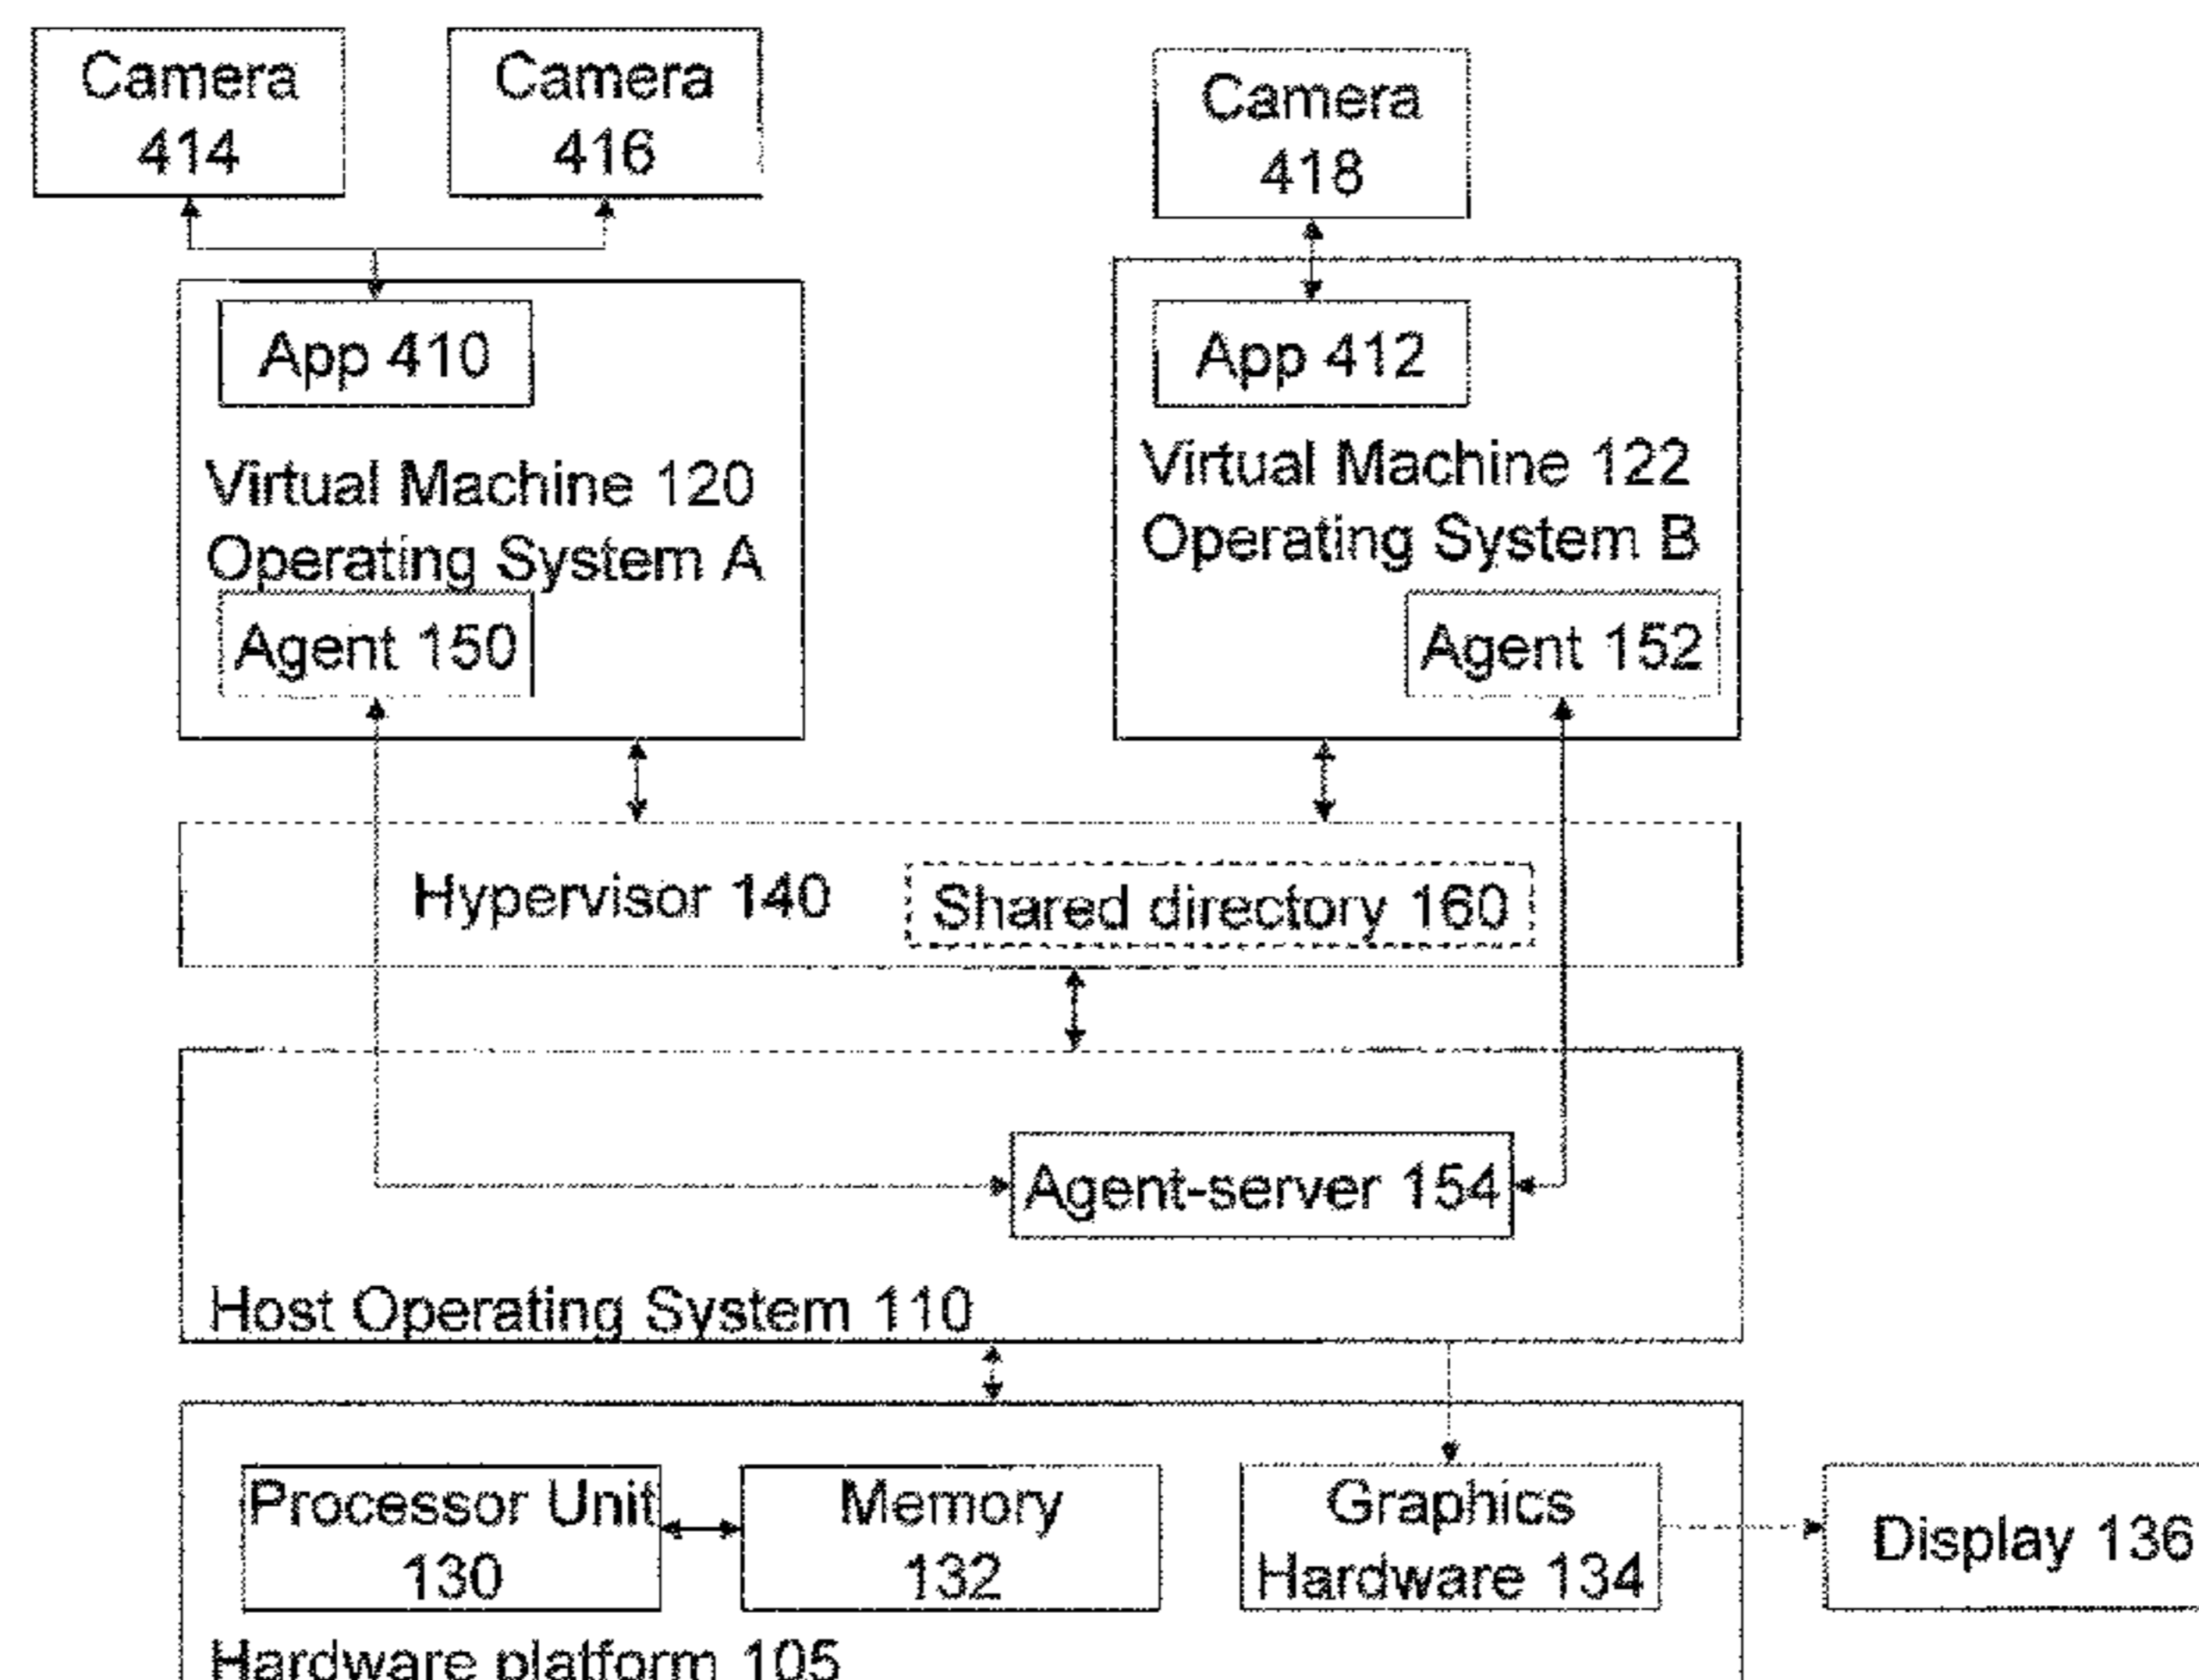 Camera
414
Camera
416
Camera
418
App 410
App 412
Virtual Machine 120
Operating System A
Virtual Machine 122
Operating System B
Agent 150
Agent 152
Hypervisor 140
Shared directory 160
Agent-server 154
Host Operating System 110
Processor Unit
130
Memory
132
Graphics
Hardware 134
Display 136
Hardware platform 105